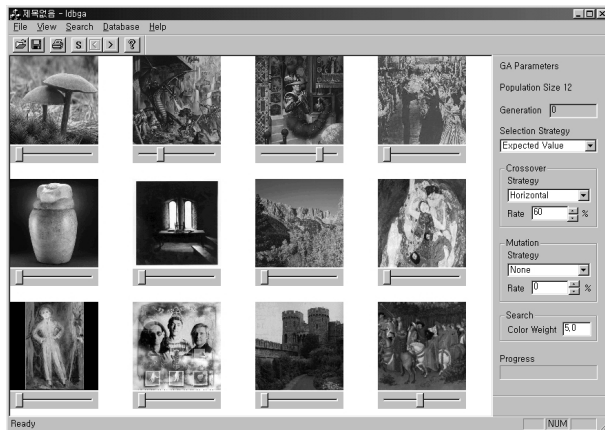 제목없음 - Idbga
File View Search Database Help
S < > ?
GA Parameters
Population Size 12
Generation 0
Selection Strategy
Expected Value
Crossover
Strategy
Horizontal
Rate 60 %
Mutation
Strategy
None
Rate 0 %
Search
Color Weight 5,0
Progress
Ready NUM